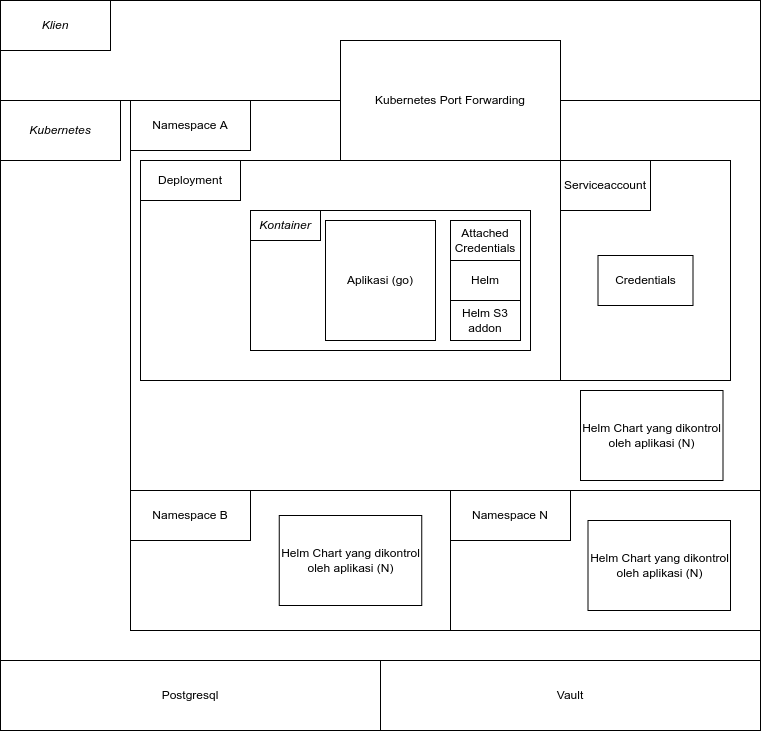 Klien
Kubernetes Port Forwarding
Kubernetes
Namespace A
Deployment
Serviceaccount
Kontainer
Aplikasi (go)
Attached
Credentials
Helm
Helm S3
addon
Credentials
Helm Chart yang dikontrol
oleh aplikasi (N)
Namespace B
Helm Chart yang dikontrol
oleh aplikasi (N)
Namespace N
Helm Chart yang dikontrol
oleh aplikasi (N)
Postgresql
Vault